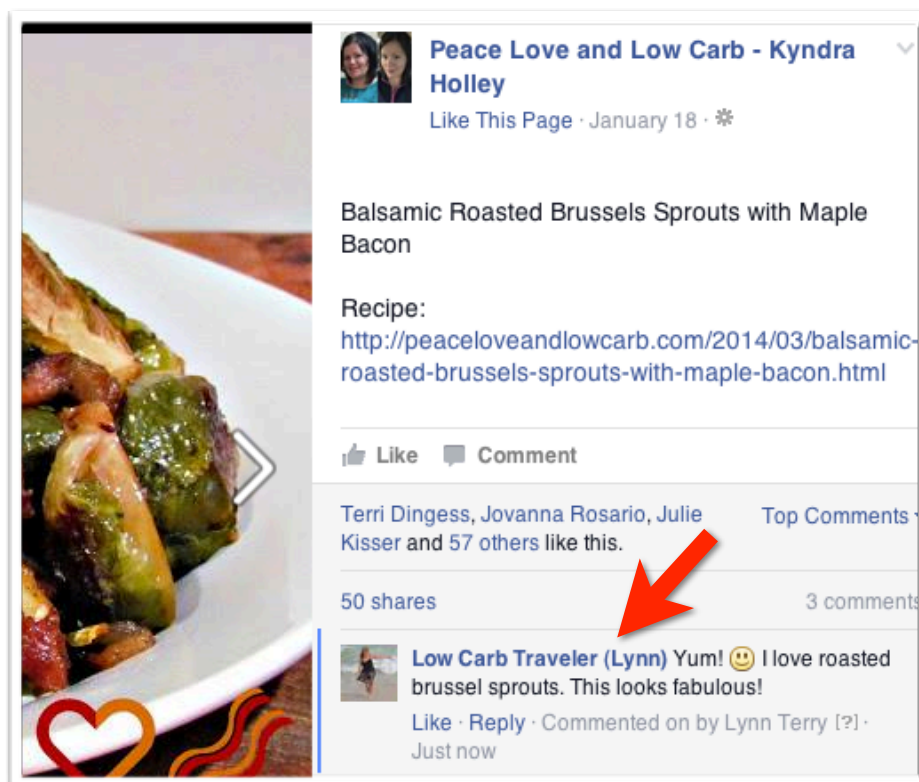 Peace Love and Low Carb - Kyndra
Holley
Like This Page · January 18 ·
Balsamic Roasted Brussels Sprouts with Maple
Bacon
Recipe:
http://peaceloveandlowcarb.com/2014/03/balsamic-
roasted-brussels-sprouts-with-maple-bacon.html
Like Comment
Terri Dingess, Jovanna Rosario, Julie
Kisser and 57 others like this.
Top Comments
50 shares
3 comments
Low Carb Traveler (Lynn) Yum! 🙂 I love roasted
brussel sprouts. This looks fabulous!
Like · Reply · Commented on by Lynn Terry [?] ·
Just now